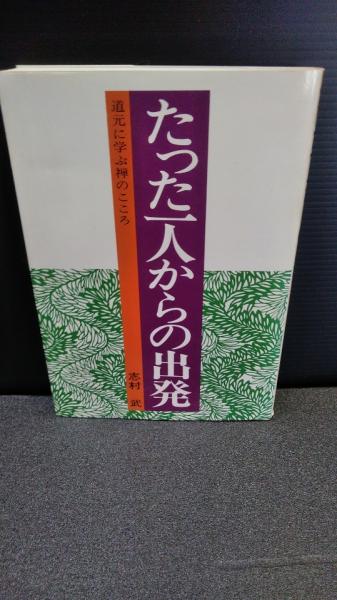 たった一人からの出発
道元に学ぶ禅のこころ
志村 武